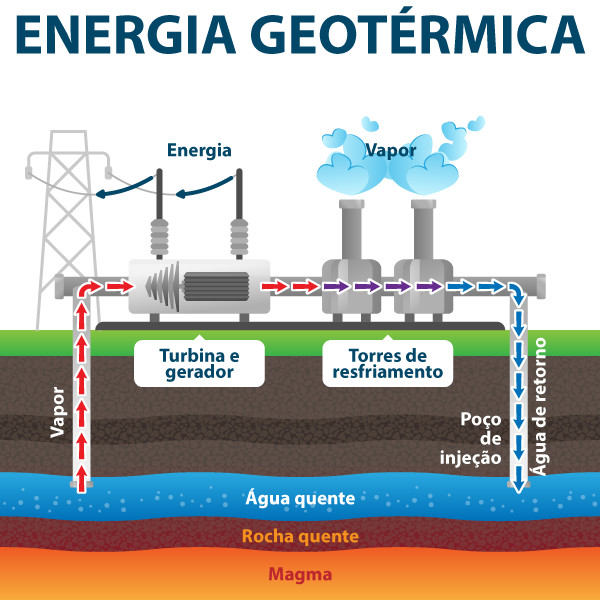 ENERGIA GEOTÉRMICA
Energia
Vapor
Turbina e
gerador
Torres de
resfriamento
Vapor
Poço
de
injeção
Água de retorno
Água quente
Rocha quente
Magma